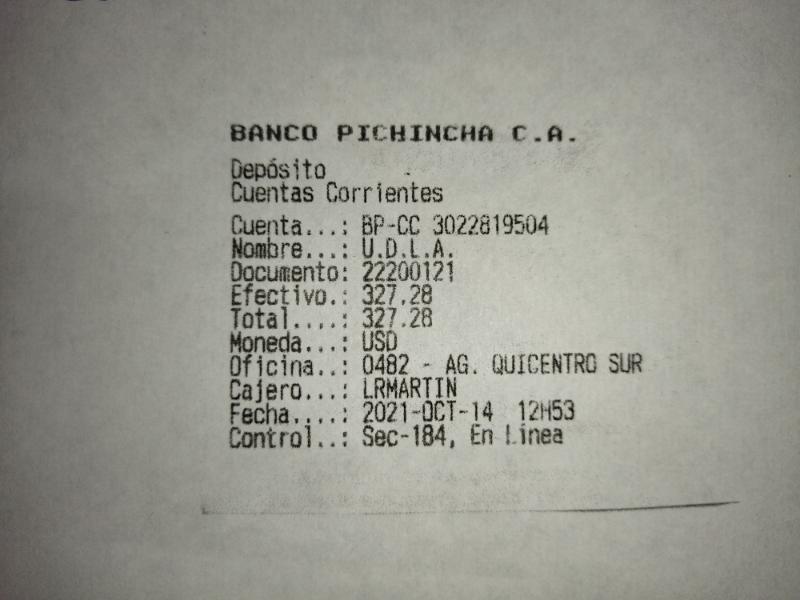 BANCO PICHINCHA C.A.
Depósito
Cuentas Corrientes
Cuenta...: BP-CC 3022819504
Nombre...: U.D.L.A.
Documento: 22200121
Efectivo.: 327.28
Total....: 327.28
Moneda...: USD
Oficina..: 0482 - AG. QUICENTRO SUR
Cajero...: LRMARTIN
Fecha....: 2021-OCT-14 12H53
Control..: Sec-184, En Linea